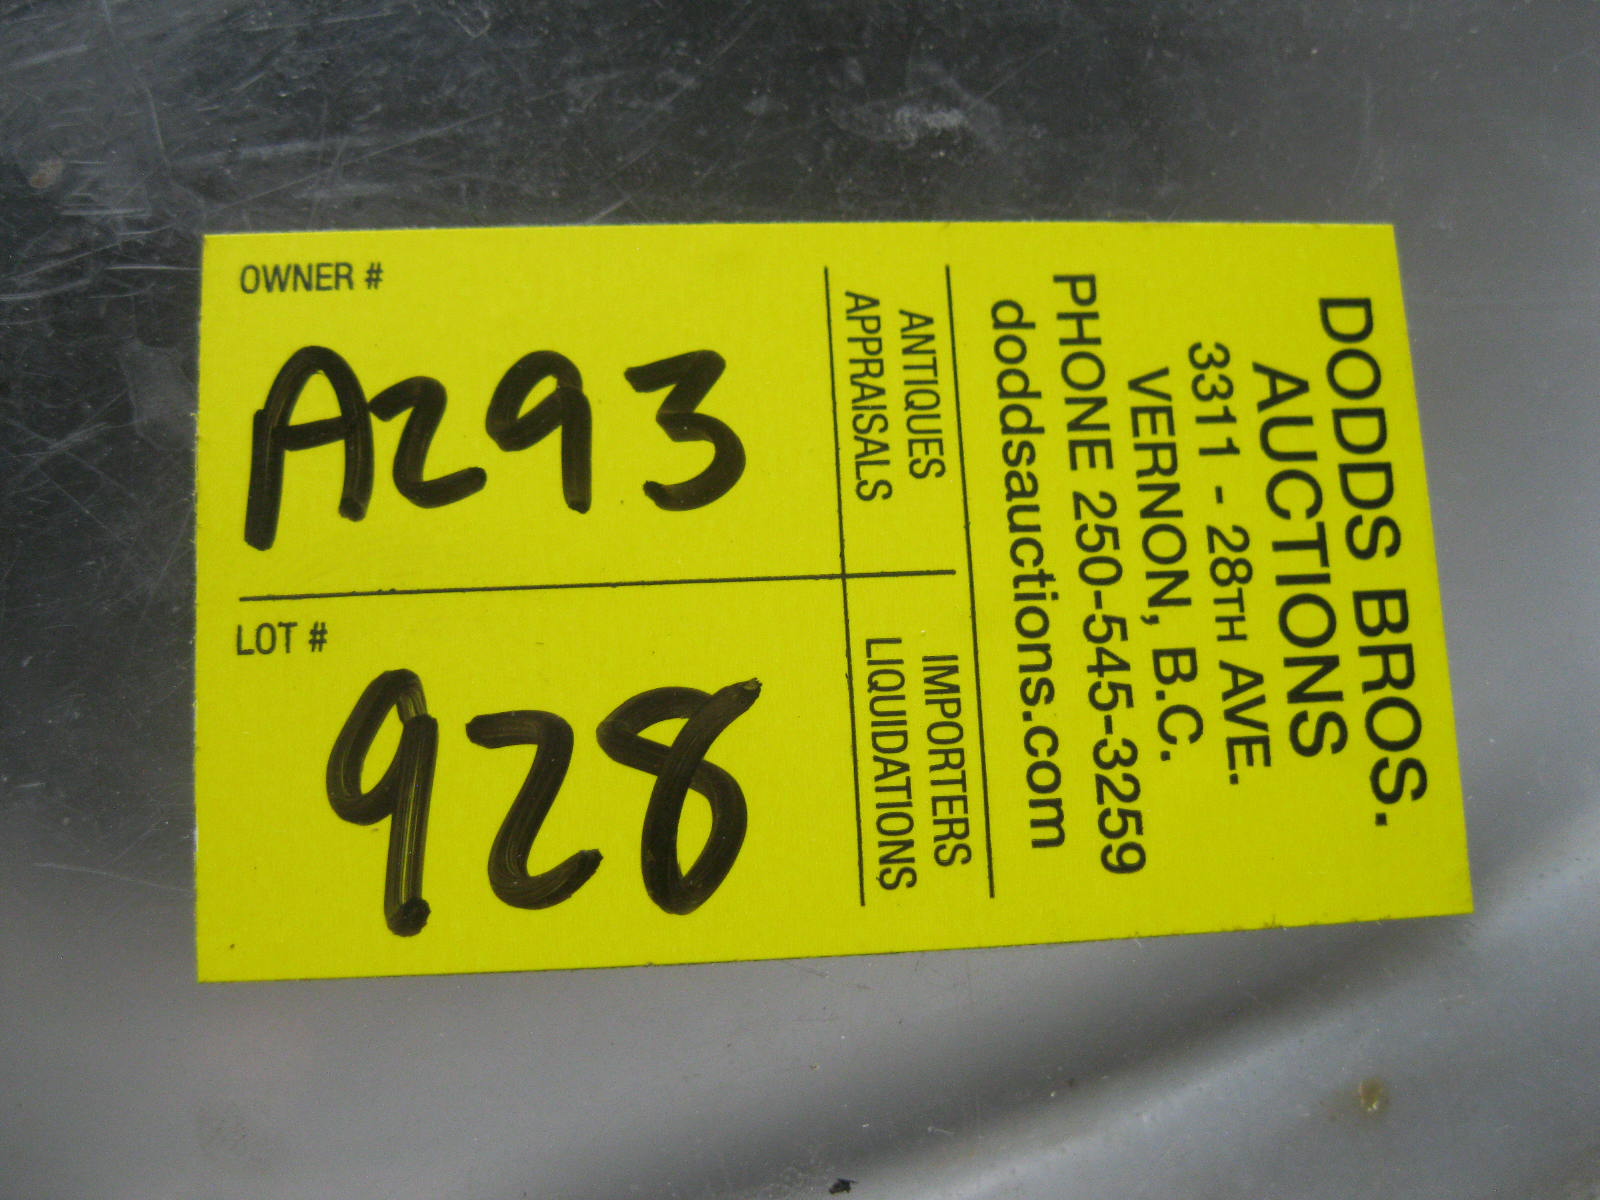 OWNER #
A293
LOT #
928
DODDS BROS.
AUCTIONS
3311 - 28TH AVE.
VERNON, B.C.
PHONE 250-545-3259
doddsauctions.com
ANTIQUES
APPRAISALS
IMPORTERS
LIQUIDATIONS